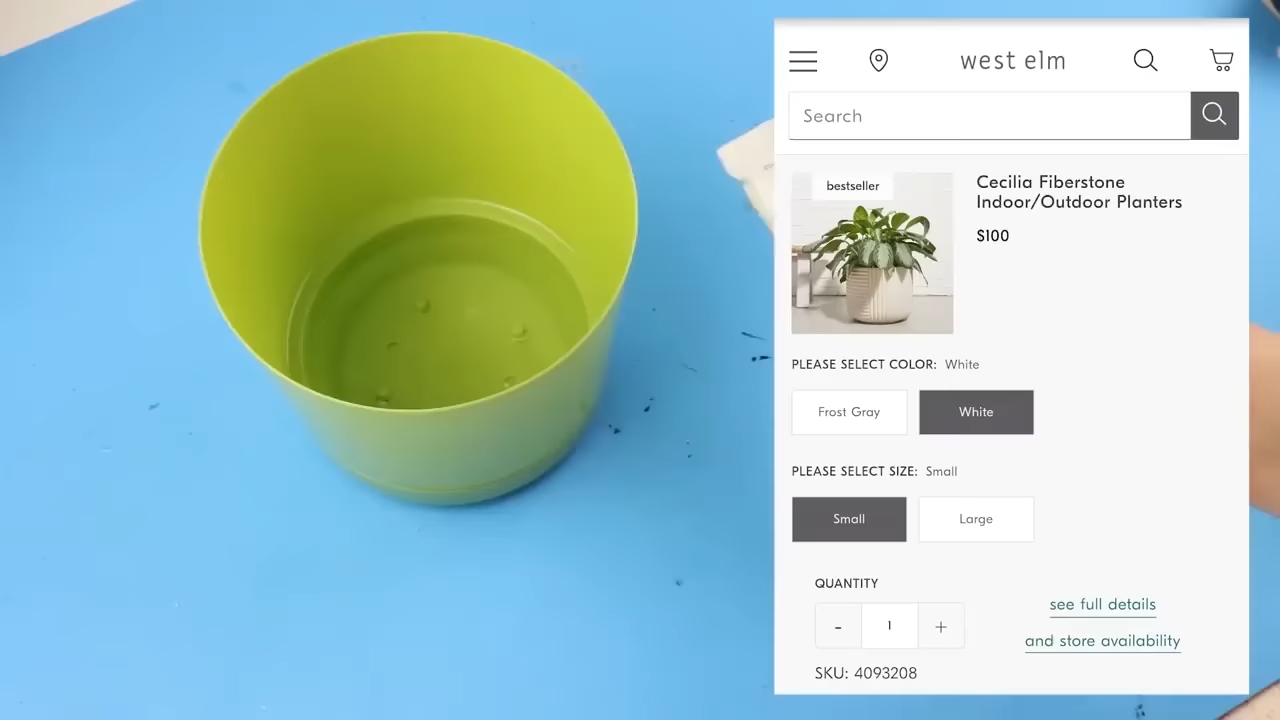 west elm
Search
bestseller
Cecilia Fiberstone
Indoor/Outdoor Planters
$100
PLEASE SELECT COLOR: White
Frost Gray
White
PLEASE SELECT SIZE: Small
Small
Large
QUANTITY
- 1 +
see full details
and store availability
SKU: 4093208